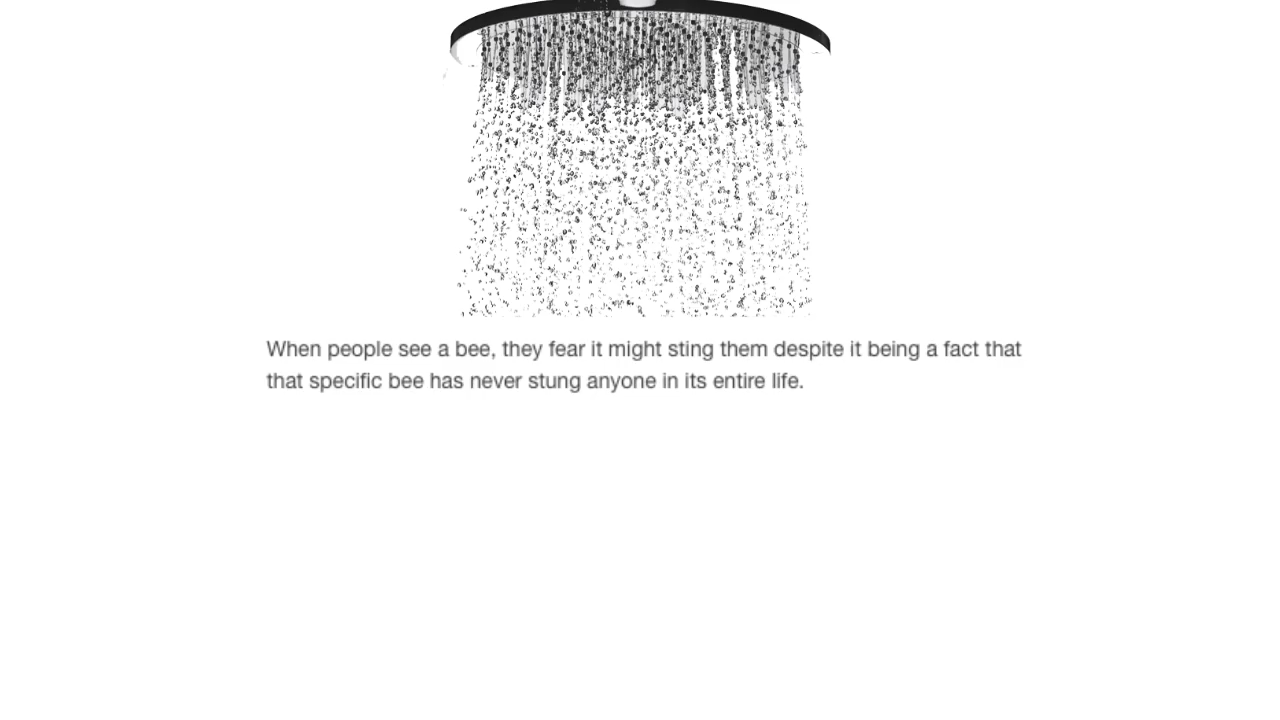 When people see a bee, they fear it might sting them despite it being a fact that
that specific bee has never stung anyone in its entire life.